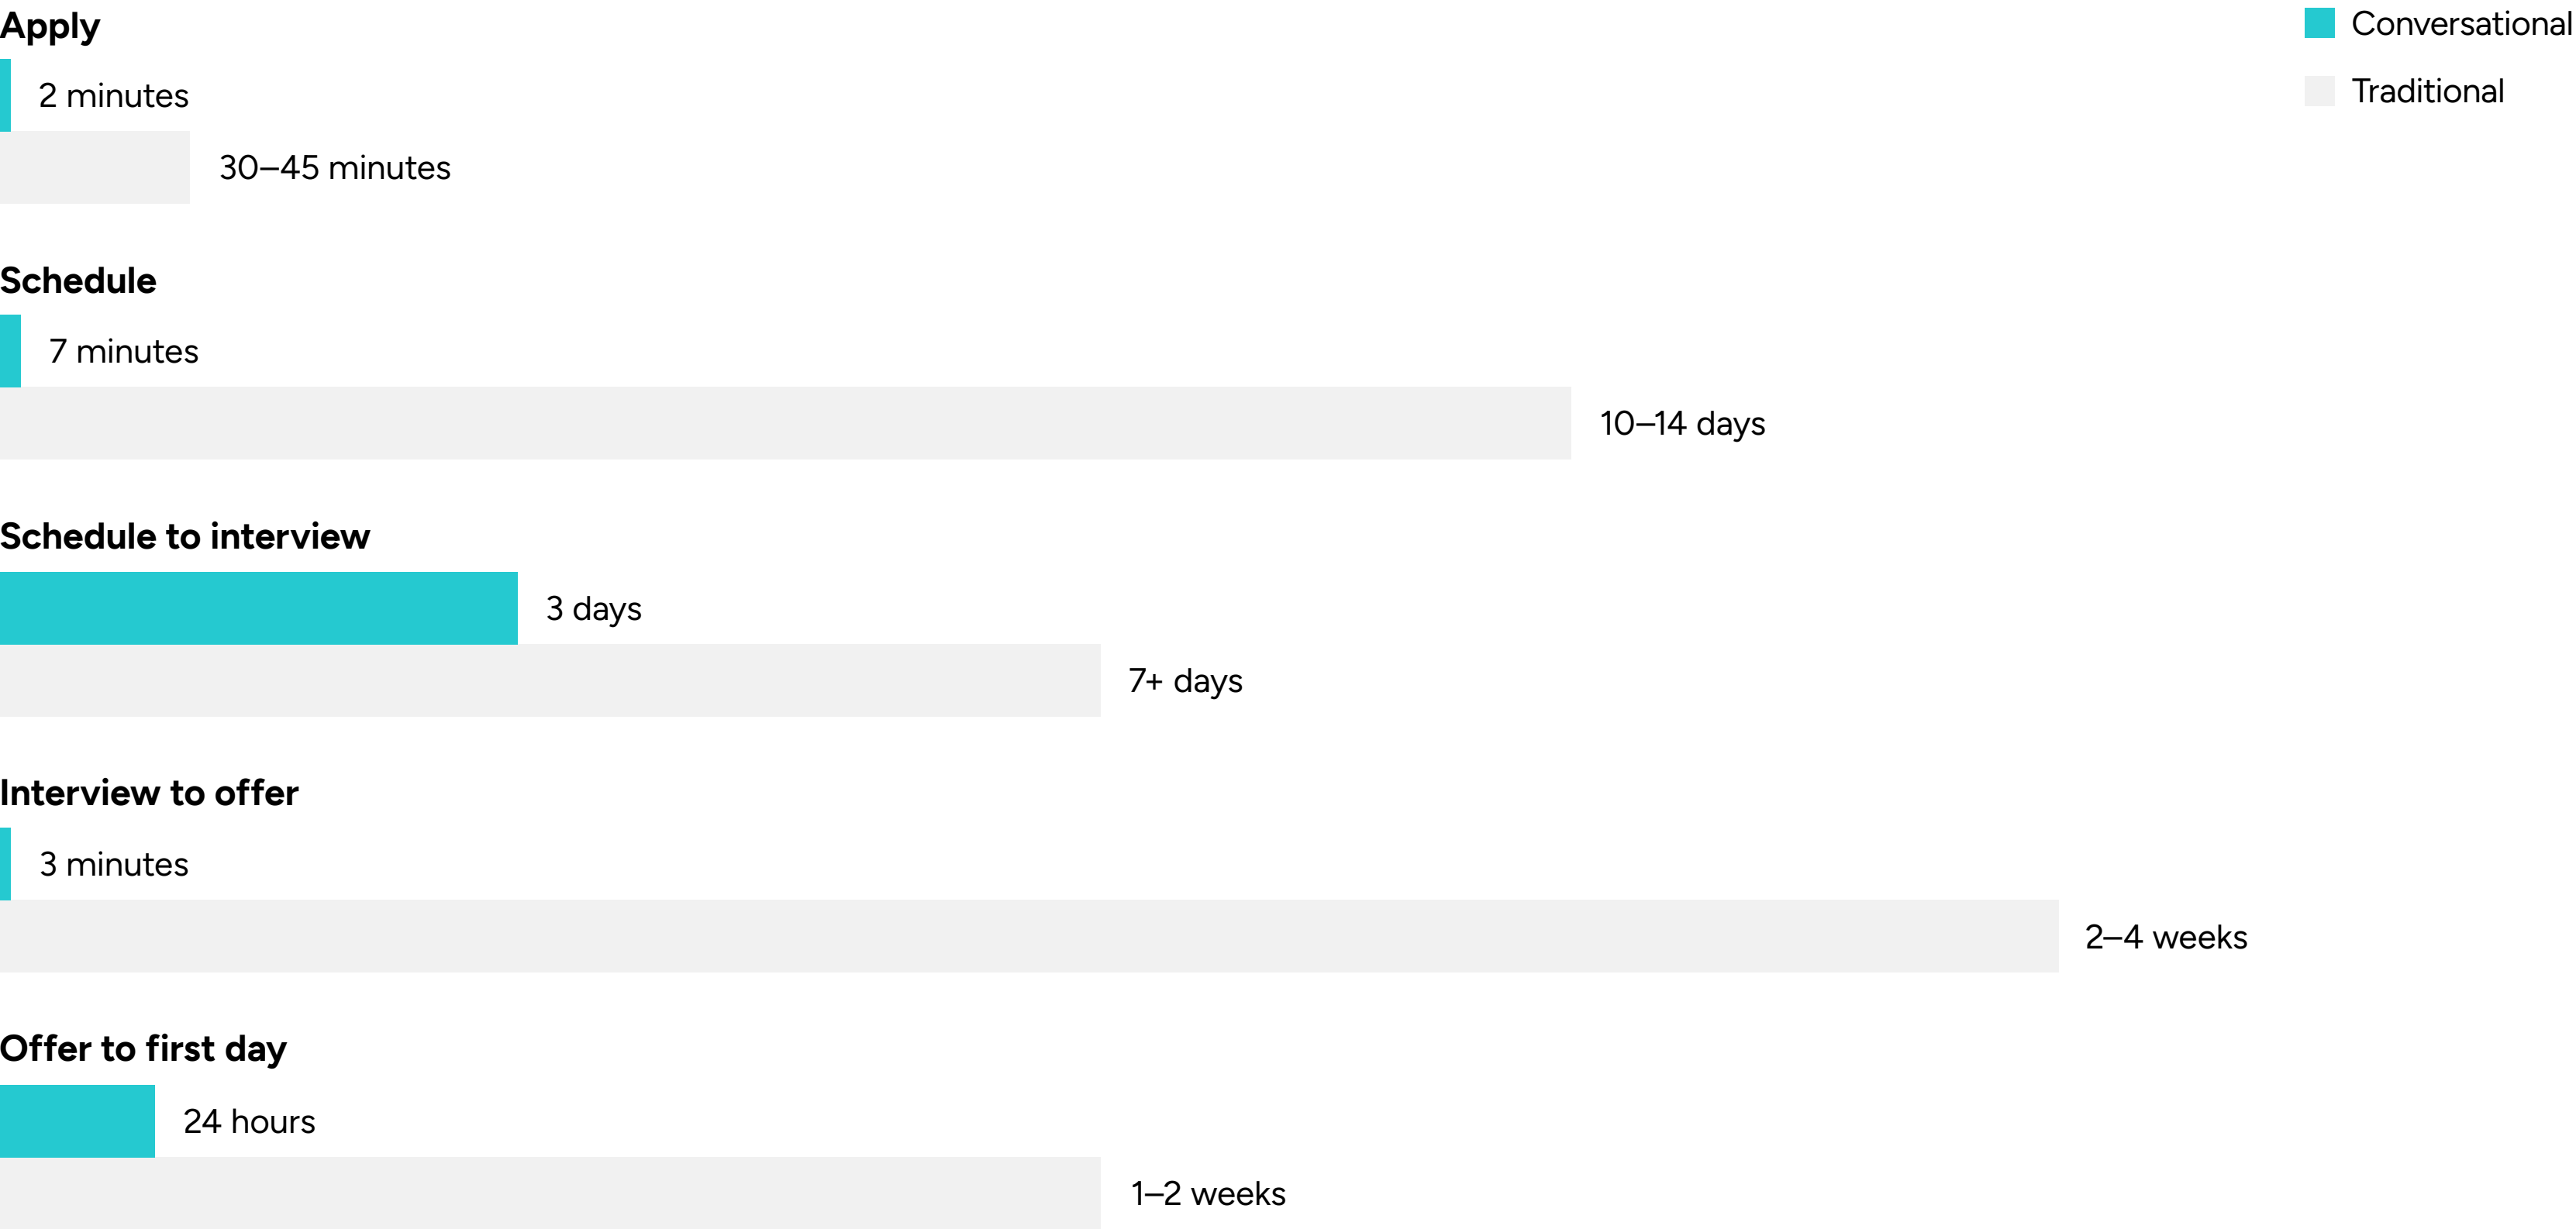 Apply
2 minutes
30–45 minutes
Conversational
Traditional
Schedule
7 minutes
10–14 days
Schedule to interview
3 days
7+ days
Interview to offer
3 minutes
2–4 weeks
Offer to first day
24 hours
1–2 weeks